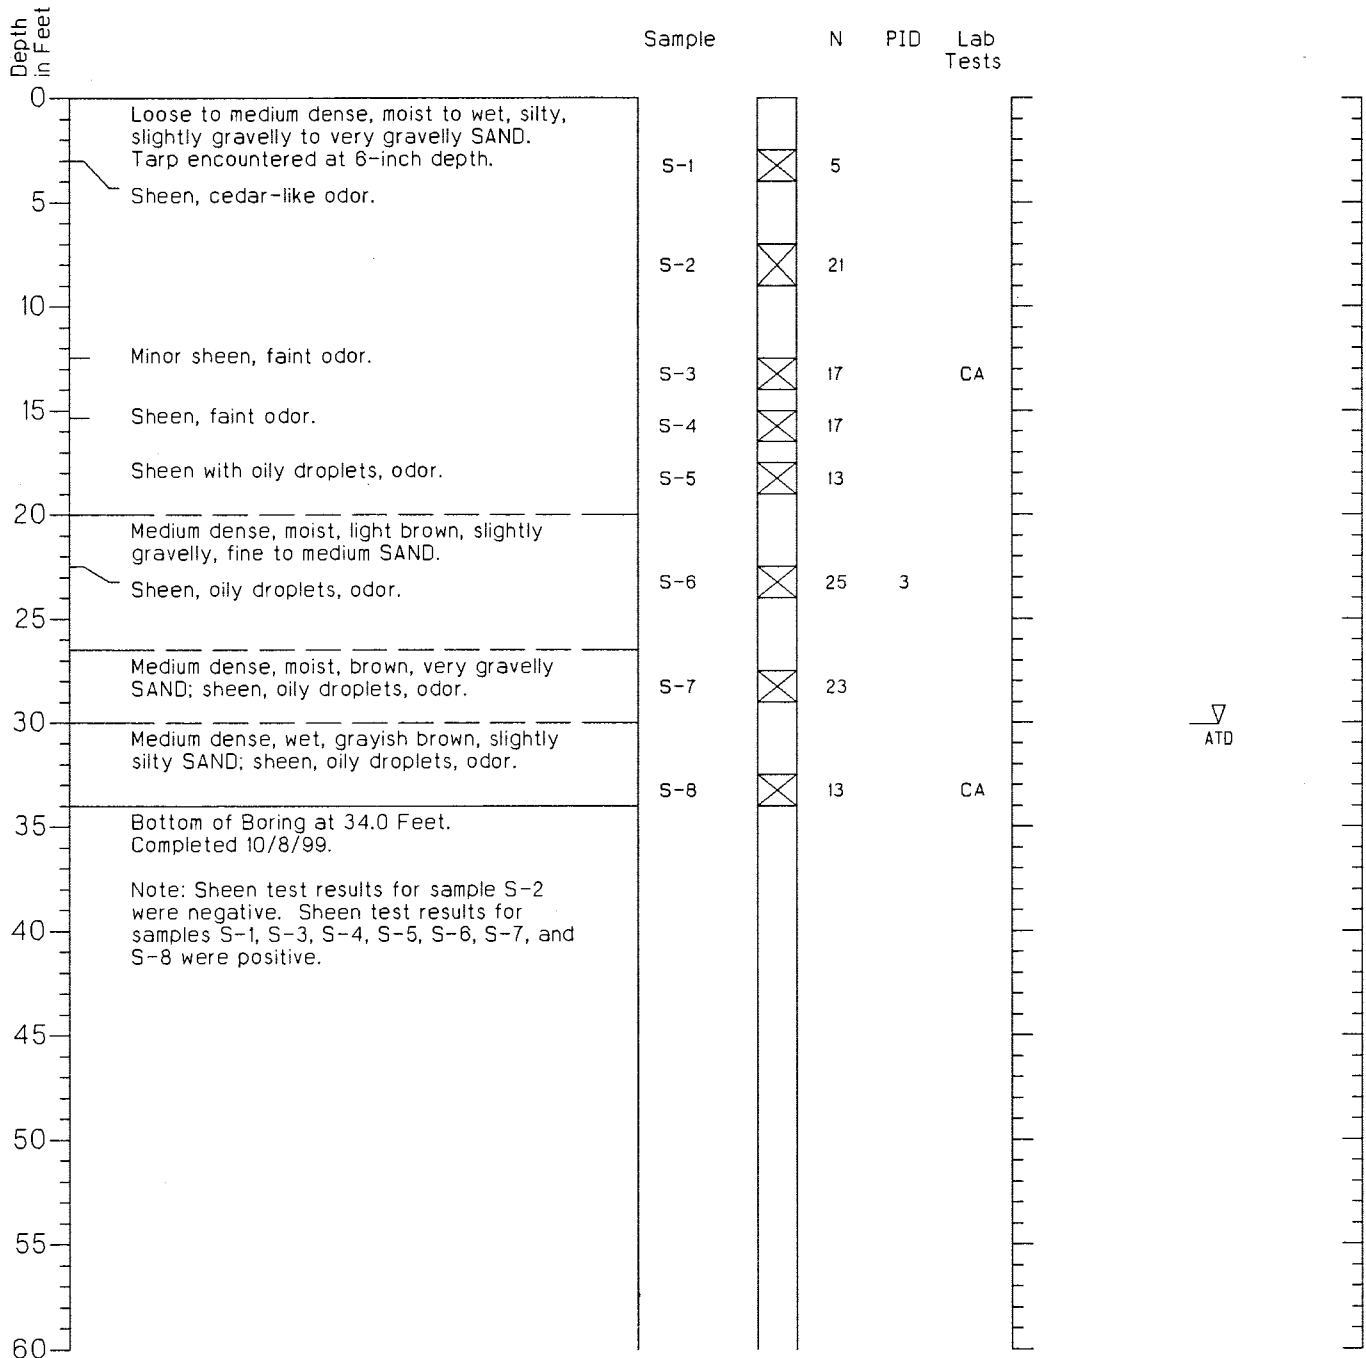 Depth
in Feet
Sample N PID Lab
Tests
0
Loose to medium dense, moist to wet, silty,
slightly gravelly to very gravelly SAND.
Tarp encountered at 6-inch depth.
S-1 5
Sheen, cedar-like odor.
5
S-2 21
10
Minor sheen, faint odor.
S-3 17 CA
15
Sheen, faint odor.
S-4 17
Sheen with oily droplets, odor.
S-5 13
20
Medium dense, moist, light brown, slightly
gravelly, fine to medium SAND.
Sheen, oily droplets, odor.
S-6 25 3
25
Medium dense, moist, brown, very gravelly
SAND; sheen, oily droplets, odor.
S-7 23
30
ATD
Medium dense, wet, grayish brown, slightly
silty SAND; sheen, oily droplets, odor.
S-8 13 CA
35
Bottom of Boring at 34.0 Feet.
Completed 10/8/99.
Note: Sheen test results for sample S-2
were negative. Sheen test results for
samples S-1, S-3, S-4, S-5, S-6, S-7, and
S-8 were positive.
40
45
50
55
60